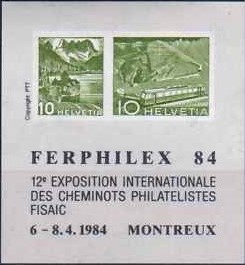 Copyright PTT
10 HELVETIA
10 HELVETIA
FERPHILEX 84
12e EXPOSITION INTERNATIONALE
DES CHEMINOTS PHILATELISTES
FISAIC
6 – 8.4.1984 MONTREUX